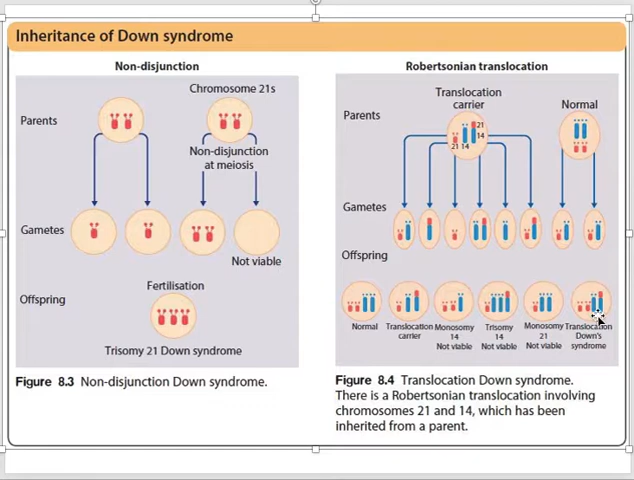 Inheritance of Down syndrome
Non-disjunction
Chromosome 21s
Parents
Non-disjunction
at meiosis
Gametes
Not viable
Fertilisation
Offspring
Trisomy 21 Down syndrome
Figure 8.3 Non-disjunction Down syndrome.
Robertsonian translocation
Translocation
carrier
Normal
Parents
21
14
21 14
Gametes
Offspring
Normal
Translocation
carrier
Monosomy
14
Not viable
Trisomy
14
Not viable
Monosomy
21
Not viable
Translocation
Down's
syndrome
Figure 8.4 Translocation Down syndrome.
There is a Robertsonian translocation involving
chromosomes 21 and 14, which has been
inherited from a parent.